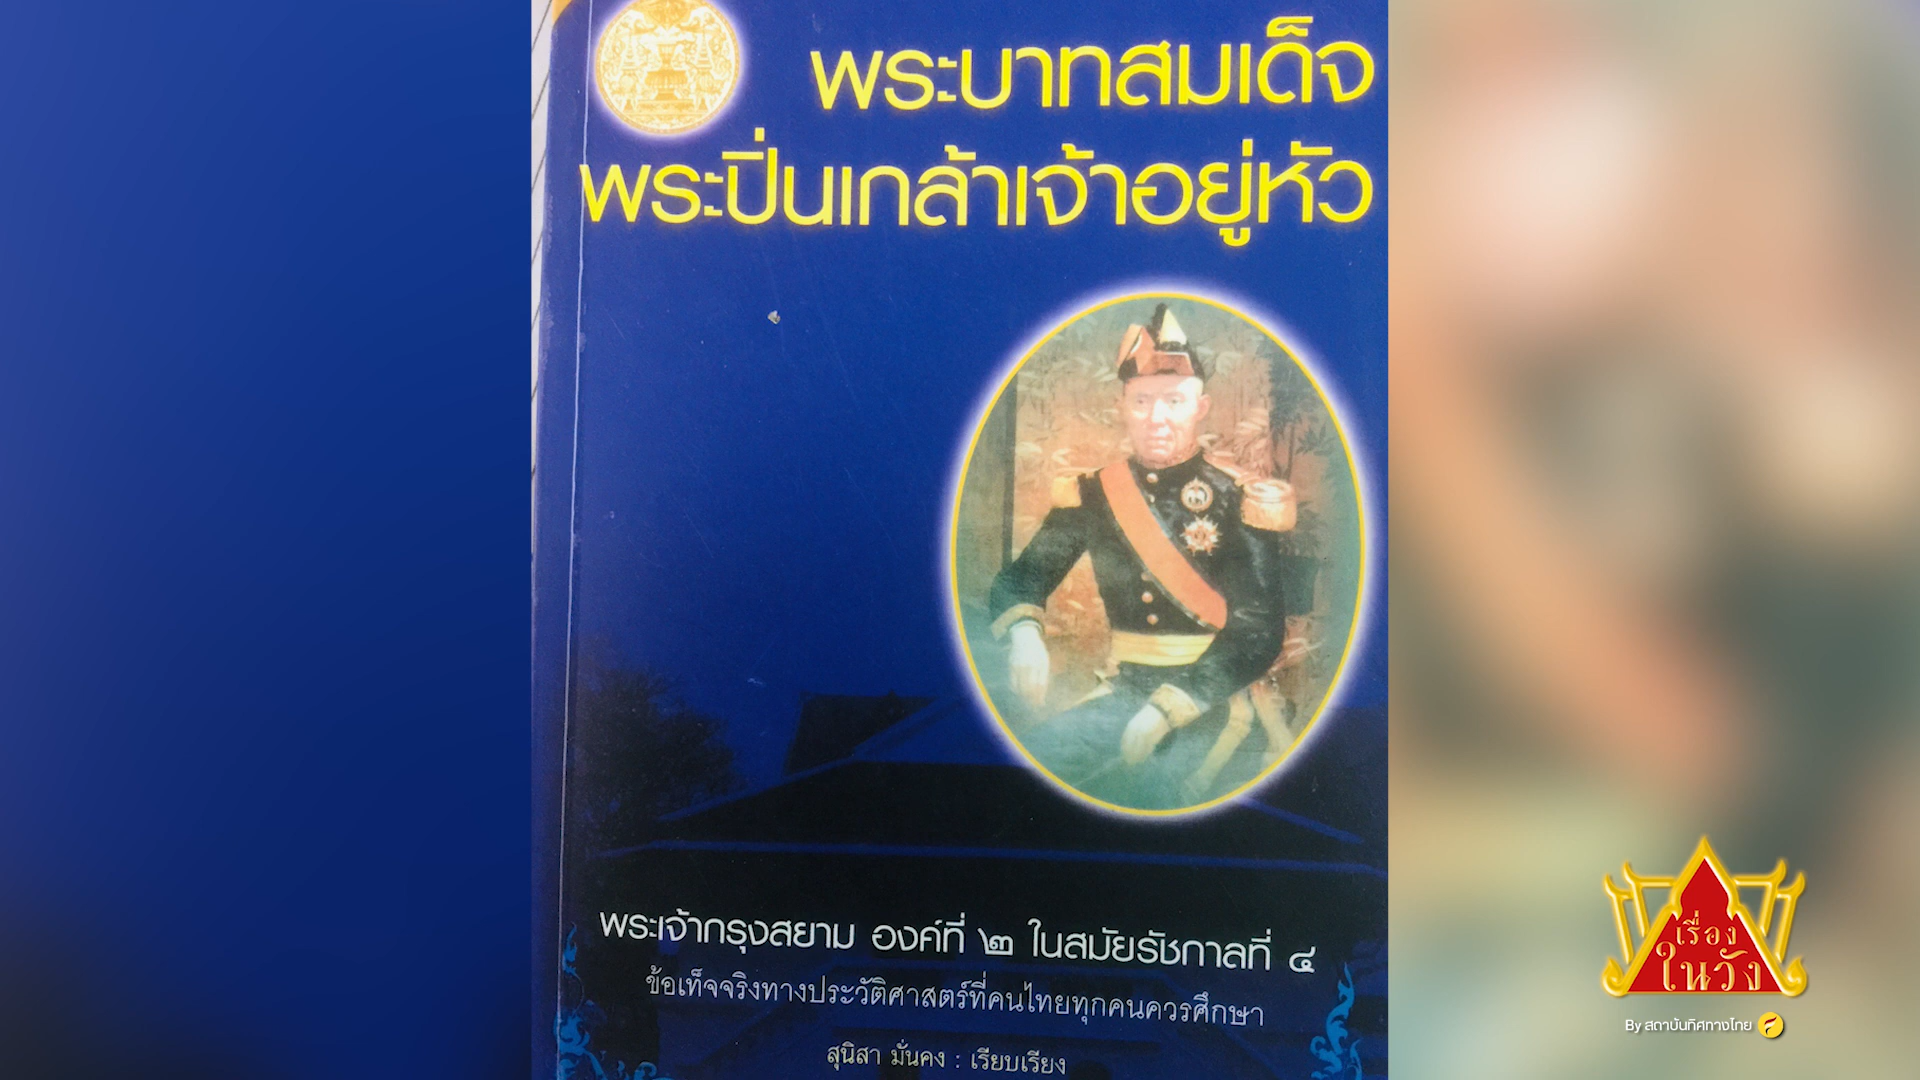 พระบาทสมเด็จ
พระปิ่นเกล้าเจ้าอยู่หัว
พระเจ้ากรุงสยาม องค์ที่ ๒ ในสมัยรัชกาลที่ ๔
ข้อเท็จจริงทางประวัติศาสตร์ที่คนไทยทุกคนควรศึกษา
สุนิสา มั่นคง : เรียบเรียง
เรื่อง
ในวัง
By สถาบันทิศทางไทย